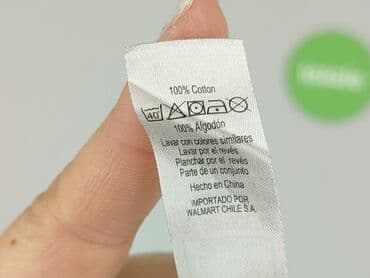 100% Cotton
40°
100% Algodón
Lavar con colores similares
Lavar por el revés
Planchar por el revés
Parte de un conjunto
Hecho en China
IMPORTADO POR
WALMART CHILE S.A.